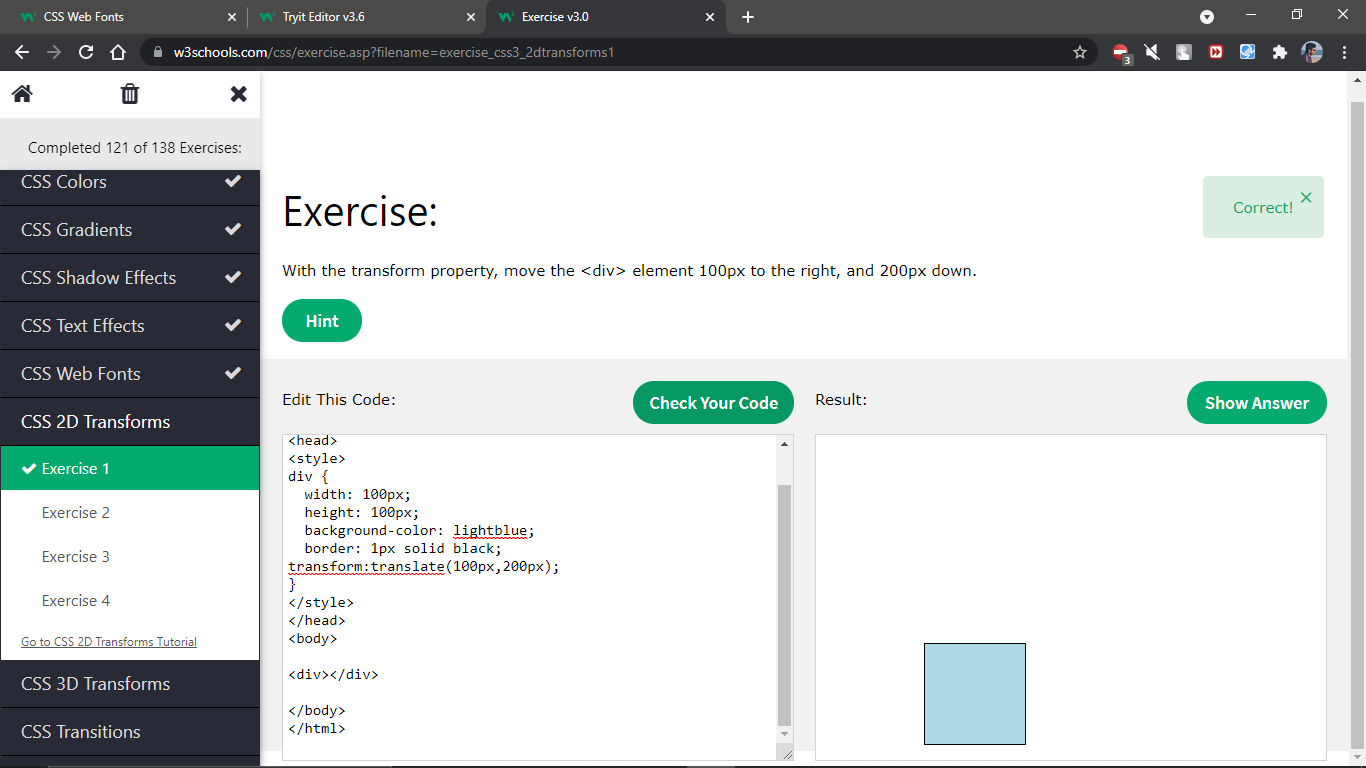 CSS Web Fonts
Tryit Editor v3.6
Exercise v3.0
w3schools.com/css/exercise.asp?filename=exercise_css3_2dtransforms1
3
Completed 121 of 138 Exercises:
CSS Colors
CSS Gradients
CSS Shadow Effects
CSS Text Effects
CSS Web Fonts
CSS 2D Transforms
Exercise 1
Exercise 2
Exercise 3
Exercise 4
Go to CSS 2D Transforms Tutorial
CSS 3D Transforms
CSS Transitions
Exercise:
Correct!
With the transform property, move the <div> element 100px to the right, and 200px down.
Hint
Edit This Code:
Check Your Code
Result:
Show Answer
<head>
<style>
div {
  width: 100px;
  height: 100px;
  background-color: lightblue;
  border: 1px solid black;
transform:translate(100px,200px);
}
</style>
</head>
<body>
<div></div>
</body>
</html>